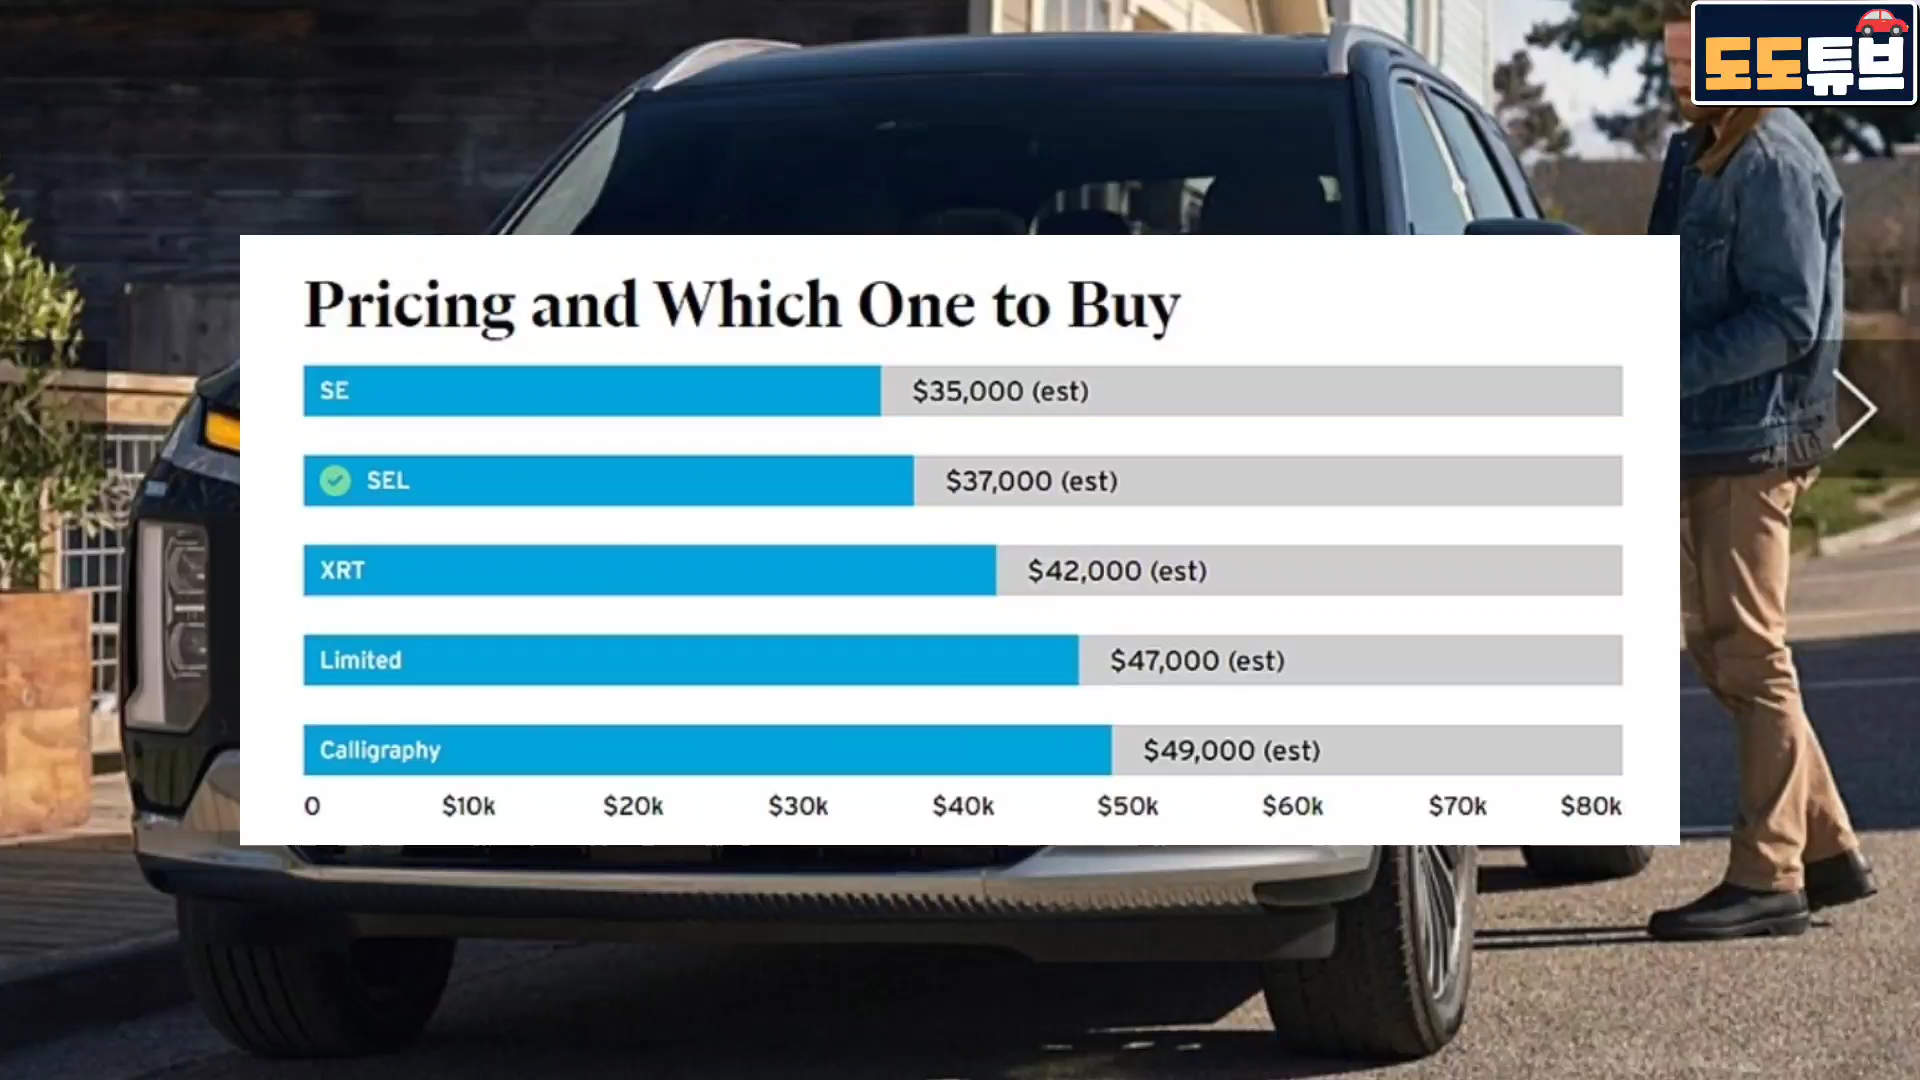 또도튜브
Pricing and Which One to Buy
SE $35,000 (est)
SEL $37,000 (est)
XRT $42,000 (est)
Limited $47,000 (est)
Calligraphy $49,000 (est)
0 $10k $20k $30k $40k $50k $60k $70k $80k